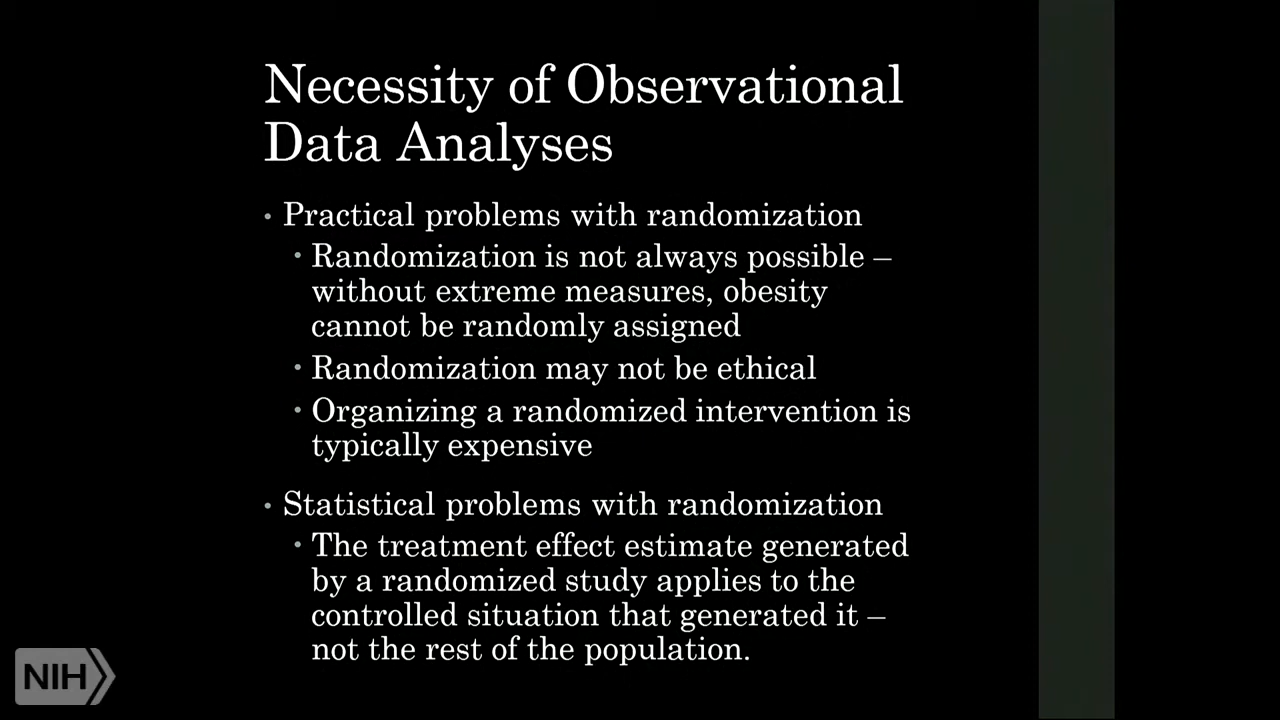 Necessity of Observational
Data Analyses
• Practical problems with randomization
• Randomization is not always possible –
without extreme measures, obesity
cannot be randomly assigned
• Randomization may not be ethical
• Organizing a randomized intervention is
typically expensive
• Statistical problems with randomization
• The treatment effect estimate generated
by a randomized study applies to the
controlled situation that generated it –
not the rest of the population.
NIH